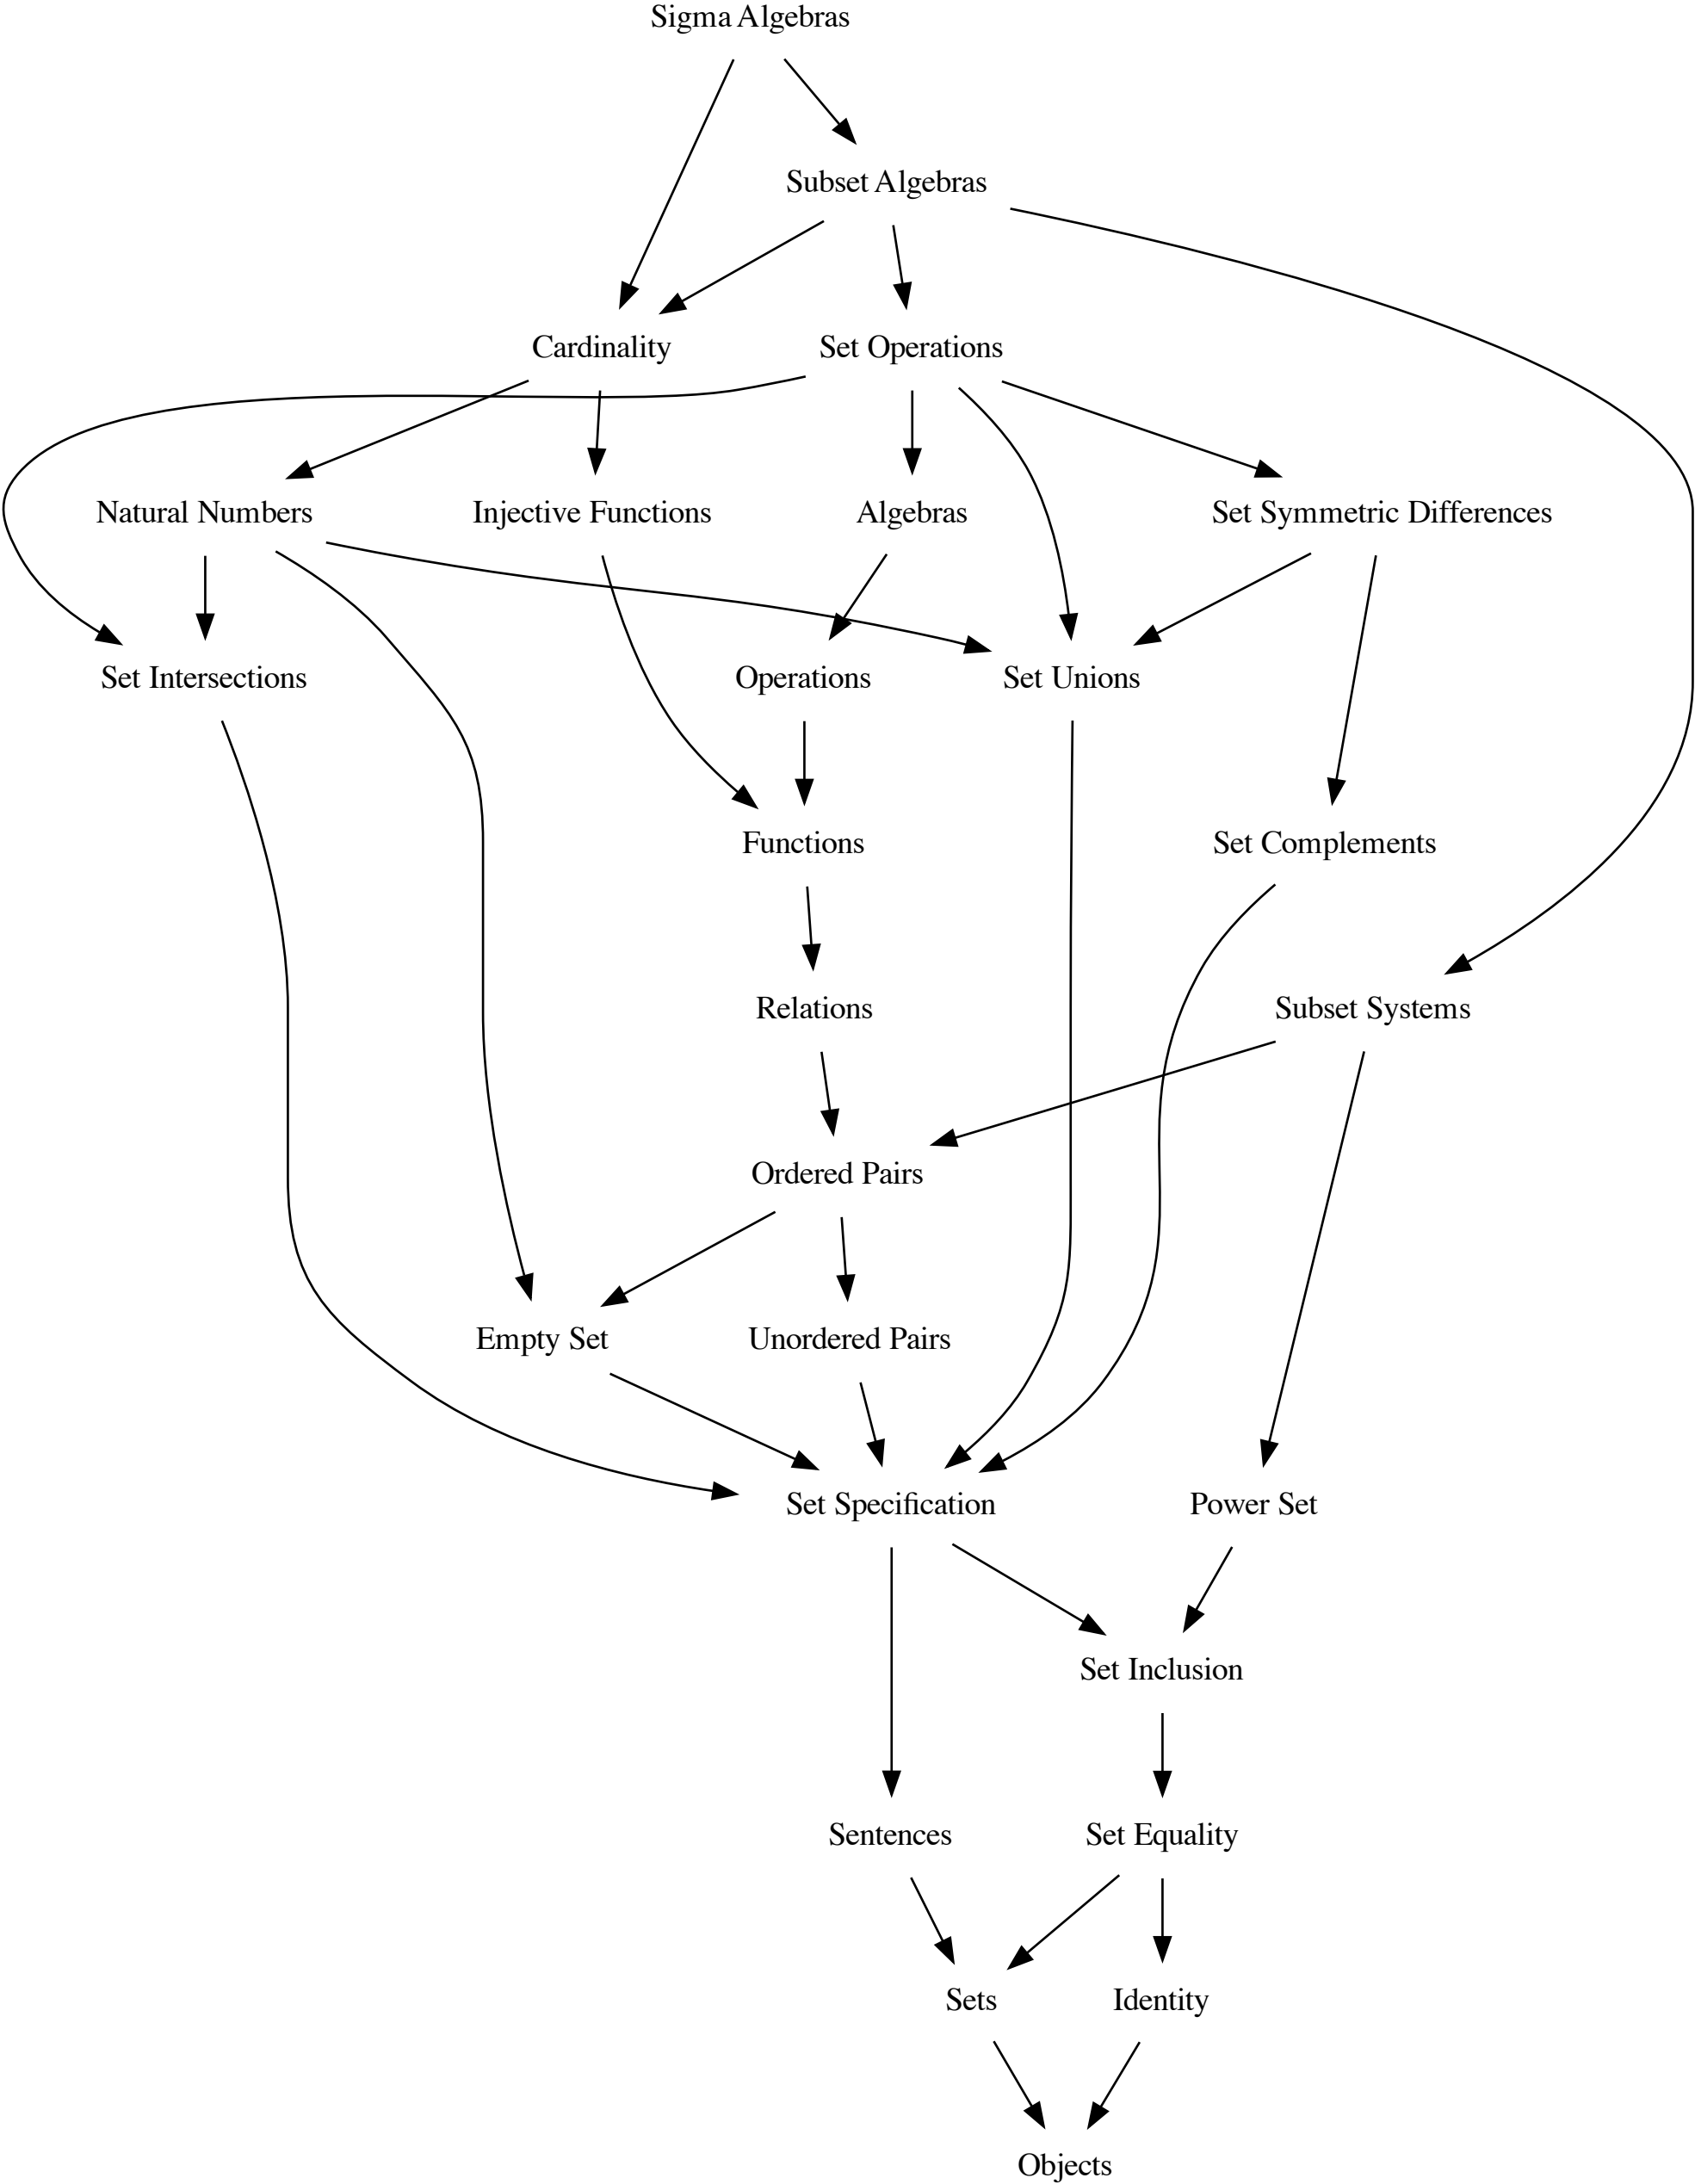 Sigma Algebras
Subset Algebras
Cardinality
Set Operations
Natural Numbers
Injective Functions
Algebras
Set Symmetric Differences
Set Intersections
Operations
Set Unions
Functions
Set Complements
Relations
Subset Systems
Ordered Pairs
Empty Set
Unordered Pairs
Set Specification
Power Set
Set Inclusion
Sentences
Set Equality
Sets
Identity
Objects